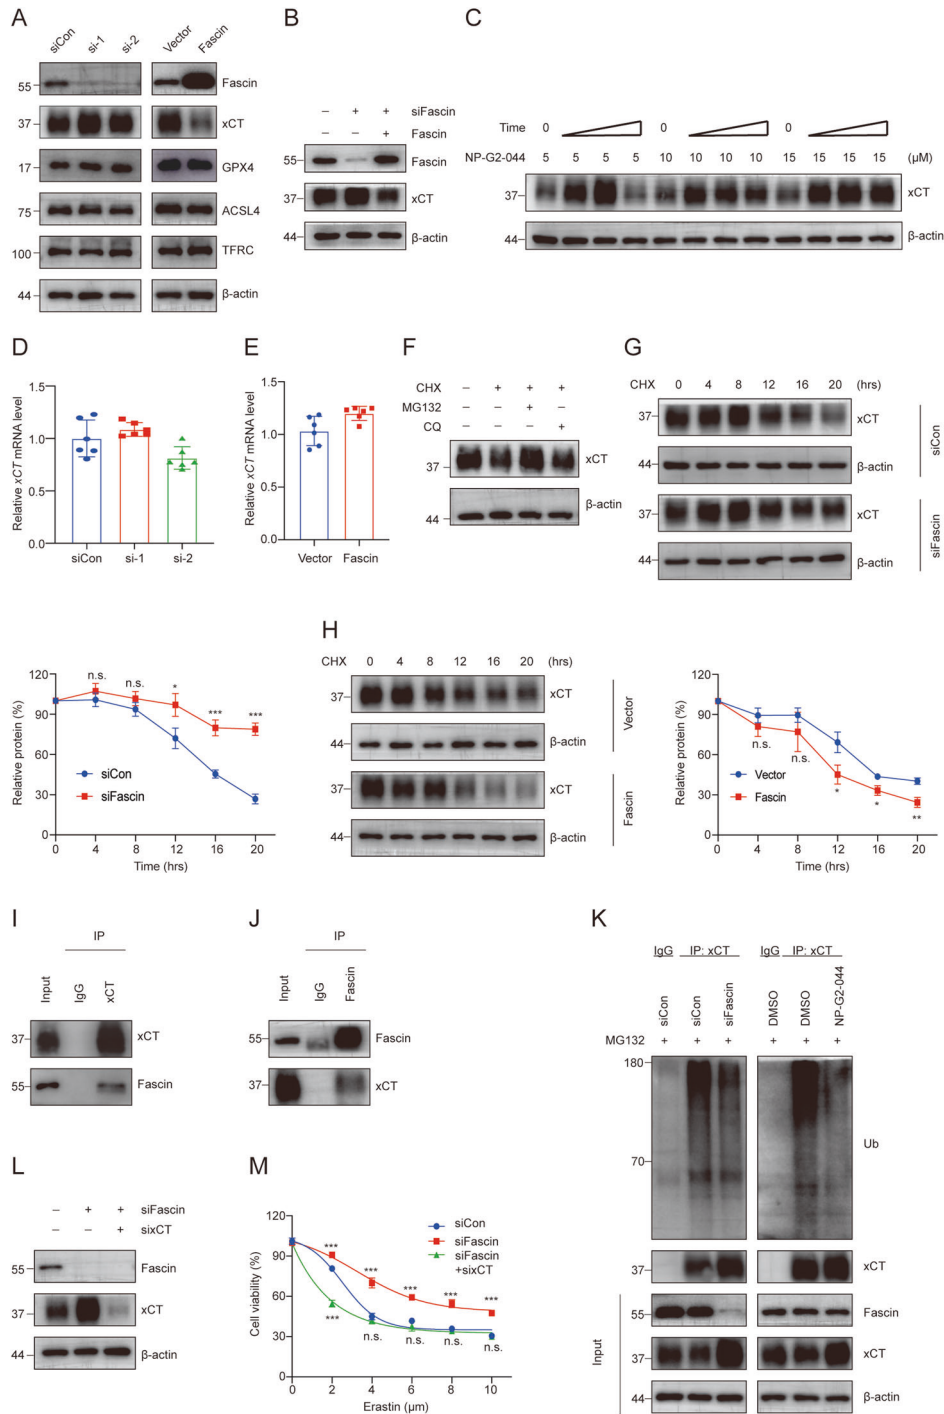 A
siCon si-1 si-2 Vector Fascin
55 Fascin
37 xCT
17 GPX4
75 ACSL4
100 TFRC
44 β-actin
B
– + + siFascin
– – + Fascin
55 Fascin
37 xCT
44 β-actin
C
Time 0 0 0
NP-G2-044 5 5 5 5 10 10 10 10 15 15 15 15 (μM)
37 xCT
44 β-actin
D
Relative xCT mRNA level
1.5
1.0
0.5
0.0
siCon si-1 si-2
E
Relative xCT mRNA level
1.5
1.0
0.5
0.0
Vector Fascin
F
CHX – + + +
MG132 – – + –
CQ – – – +
37 xCT
44 β-actin
G
CHX 0 4 8 12 16 20 (hrs)
37 xCT
44 β-actin
siCon
37 xCT
44 β-actin
siFascin
Relative protein (%)
120
90
60
30
0
n.s. n.s. * *** ***
siCon
siFascin
0 4 8 12 16 20
Time (hrs)
H
CHX 0 4 8 12 16 20 (hrs)
37 xCT
44 β-actin
Vector
37 xCT
44 β-actin
Fascin
Relative protein (%)
120
90
60
30
0
Vector
Fascin
n.s. n.s. * * **
0 4 8 12 16 20
Time (hrs)
I
IP
Input IgG xCT
37 xCT
55 Fascin
J
IP
Input IgG Fascin
55 Fascin
37 xCT
K
IgG IP: xCT IgG IP: xCT
siCon siCon siFascin DMSO DMSO NP-G2-044
MG132 + + + + + +
180
70
Ub
37 xCT
Input
55 Fascin
37 xCT
44 β-actin
L
– + + siFascin
– – + sixCT
55 Fascin
37 xCT
44 β-actin
M
Cell viability (%)
120
90
60
30
0
siCon
siFascin
siFascin
+sixCT
*** *** *** *** ***
*** n.s. n.s. n.s. n.s.
0 2 4 6 8 10
Erastin (μm)